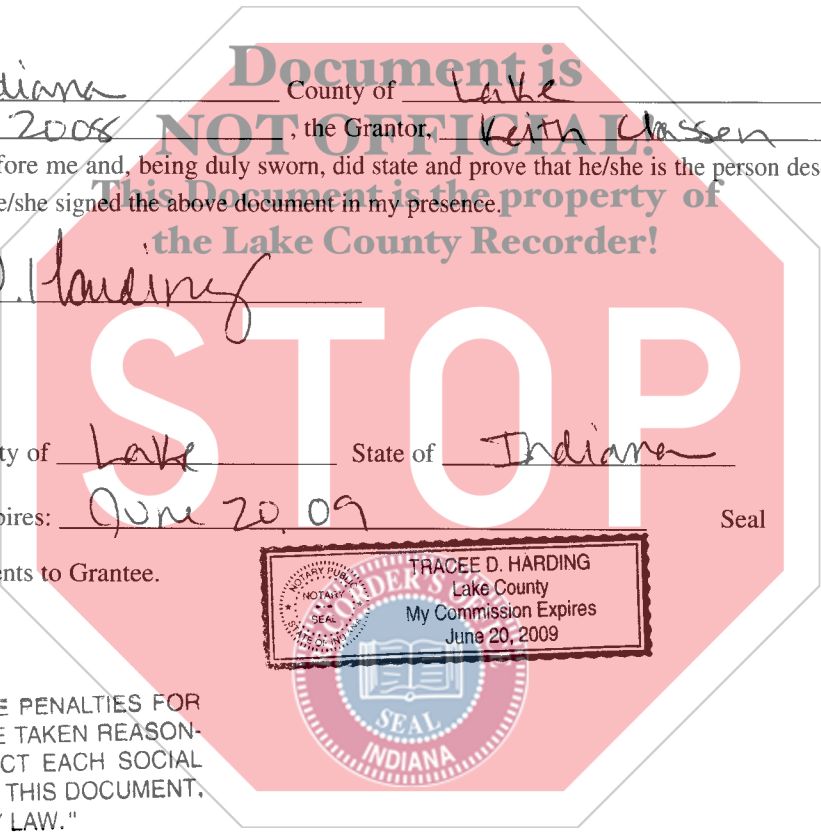 Document is
diana County of Lake
2008 , the Grantor, Keith Classen
NOT OFFICIAL!
fore me and, being duly sworn, did state and prove that he/she is the person des
e/she signed the above document in my presence.
This Document is the property of
the Lake County Recorder!
D. Harding
STOP
ty of Lake State of Indiana
pires: June 20, 09 Seal
nts to Grantee.
TRACEE D. HARDING
Lake County
My Commission Expires
June 20, 2009
NOTARY PUBLIC
NOTARY
SEAL
STATE OF INDIANA
RECORDER'S OFFICE
SEAL
INDIANA
E PENALTIES FOR
E TAKEN REASON-
CT EACH SOCIAL
THIS DOCUMENT,
Y LAW."